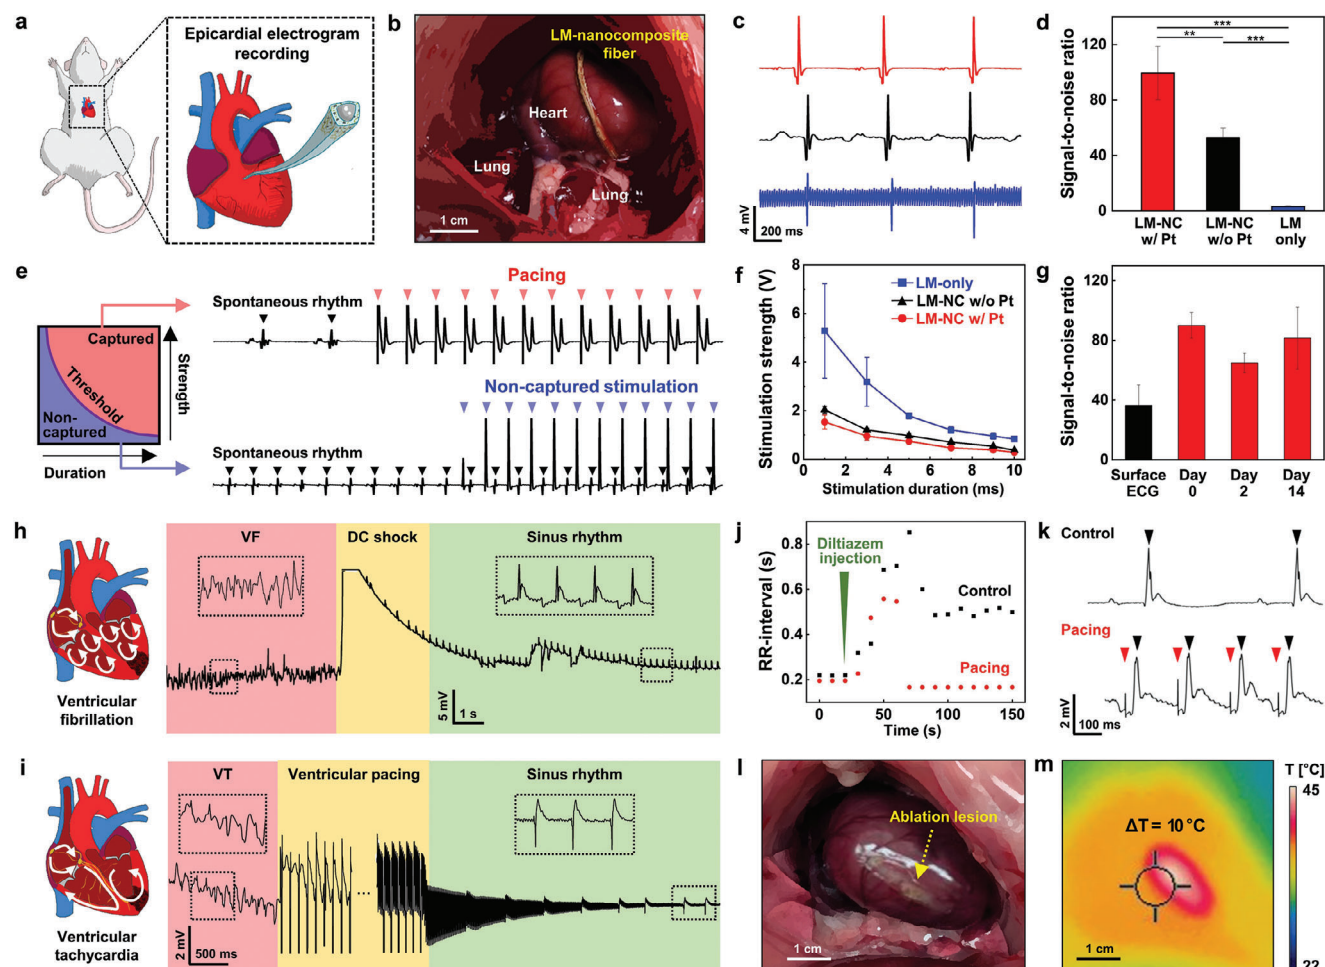 a
Epicardial electrogram
recording
b
LM-nanocomposite
fiber
Heart
Lung
Lung
1 cm
c
4 mV
200 ms
d
Signal-to-noise ratio
120
80
40
0
***
**
***
LM-NC
w/ Pt
LM-NC
w/o Pt
LM
only
e
Captured
Threshold
Non-
captured
Strength
Duration
Pacing
Spontaneous rhythm
Non-captured stimulation
Spontaneous rhythm
f
Stimulation strength (V)
8
6
4
2
0
LM-only
LM-NC w/o Pt
LM-NC w/ Pt
0
2
4
6
8
10
Stimulation duration (ms)
g
Signal-to-noise ratio
120
80
40
0
Surface
ECG
Day
0
Day
2
Day
14
h
Ventricular
fibrillation
VF
DC shock
Sinus rhythm
5 mV
1 s
i
Ventricular
tachycardia
VT
Ventricular pacing
Sinus rhythm
...
2 mV
500 ms
j
RR-interval (s)
0.8
0.6
0.4
0.2
Diltiazem
injection
Control
Pacing
0
50
100
150
Time (s)
k
Control
Pacing
2 mV
100 ms
l
Ablation lesion
1 cm
m
ΔT = 10 °C
1 cm
T [°C]
45
22